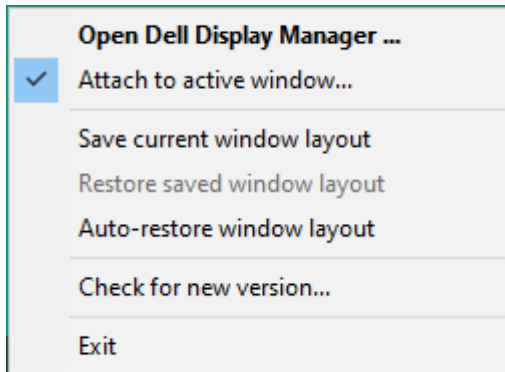 Open Dell Display Manager ...
Attach to active window...
Save current window layout
Restore saved window layout
Auto-restore window layout
Check for new version...
Exit